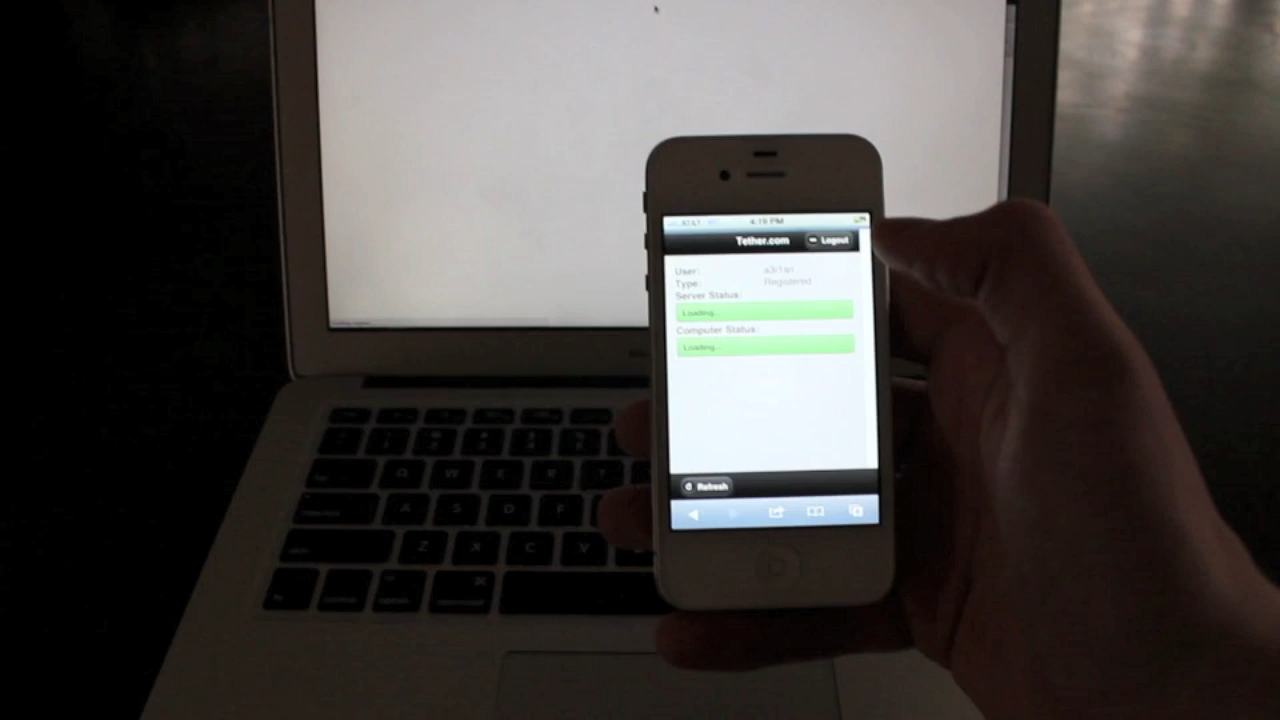 AT&T
4:19 PM
Tether.com
Logout
User:
Type: Registered
Server Status:
Loading...
Computer Status:
Loading...
Refresh
Q W E R T
A S D F
Z X C V